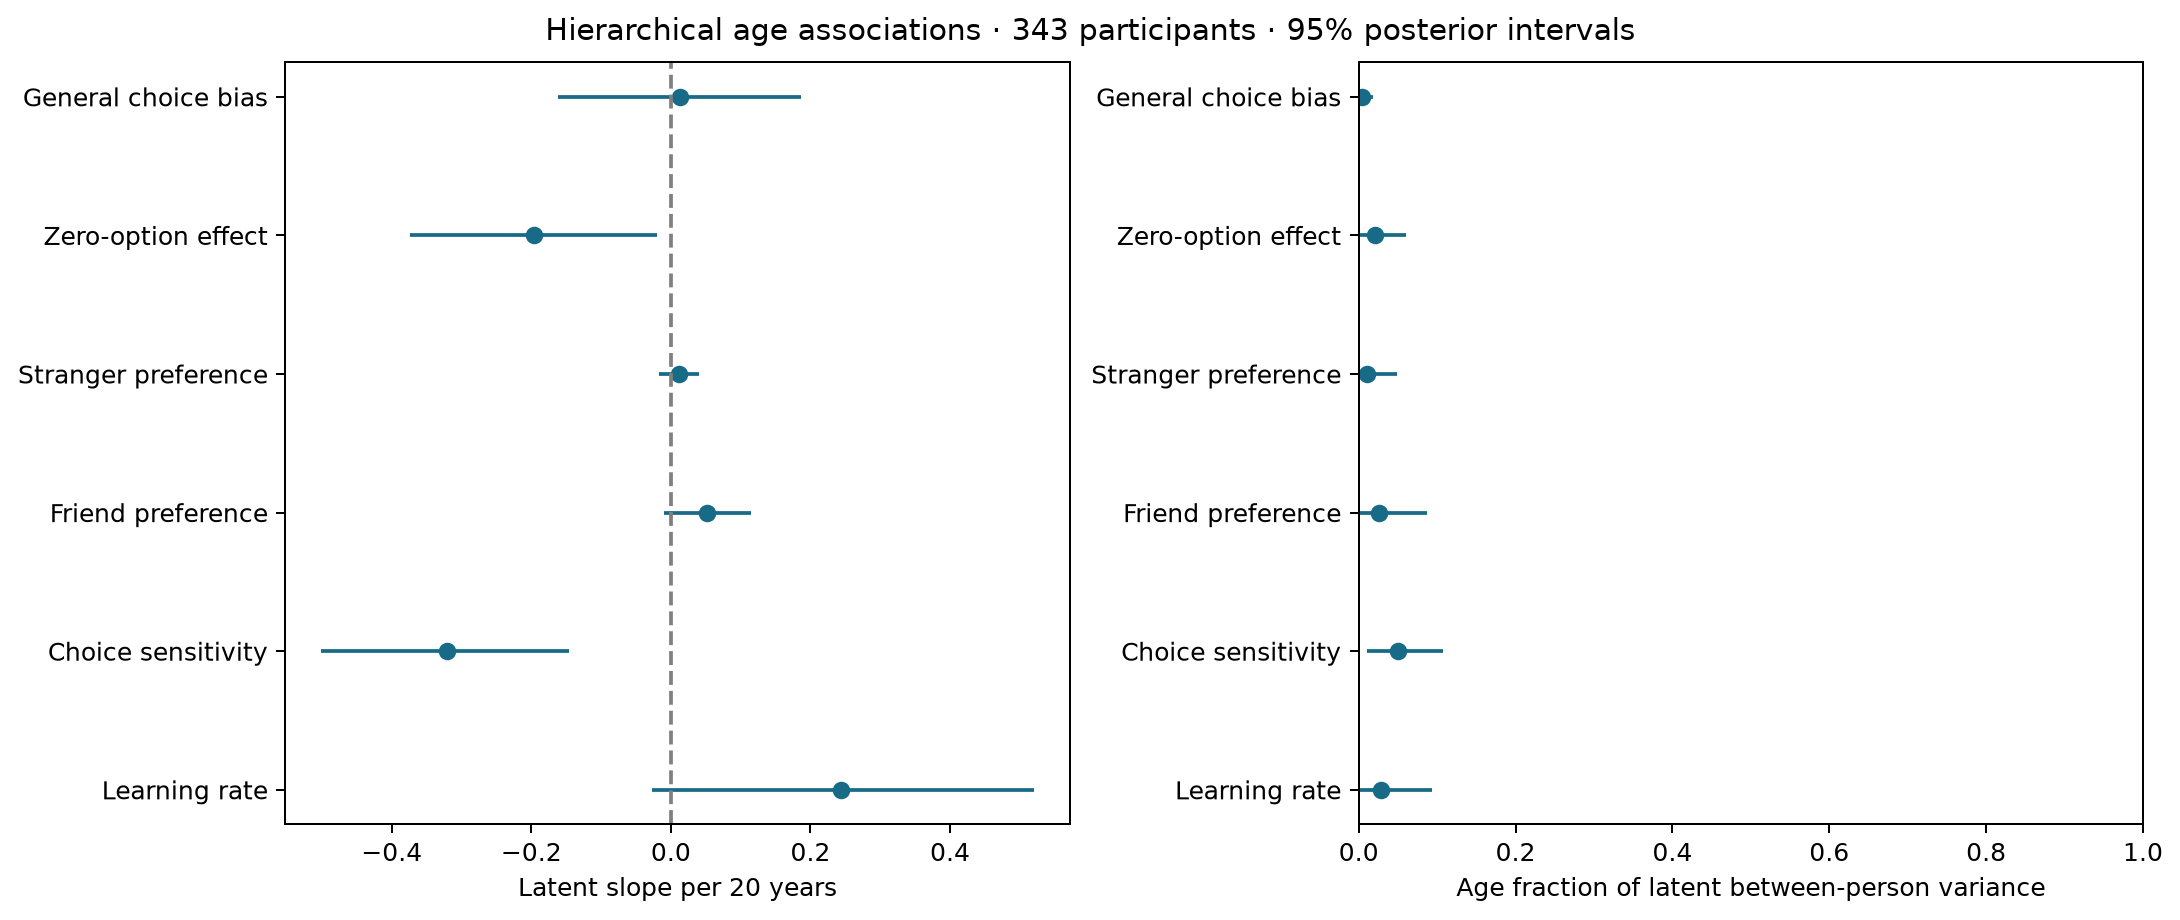 Hierarchical age associations · 343 participants · 95% posterior intervals
General choice bias
Zero-option effect
Stranger preference
Friend preference
Choice sensitivity
Learning rate
−0.4 −0.2 0.0 0.2 0.4
Latent slope per 20 years
General choice bias
Zero-option effect
Stranger preference
Friend preference
Choice sensitivity
Learning rate
0.0 0.2 0.4 0.6 0.8 1.0
Age fraction of latent between-person variance